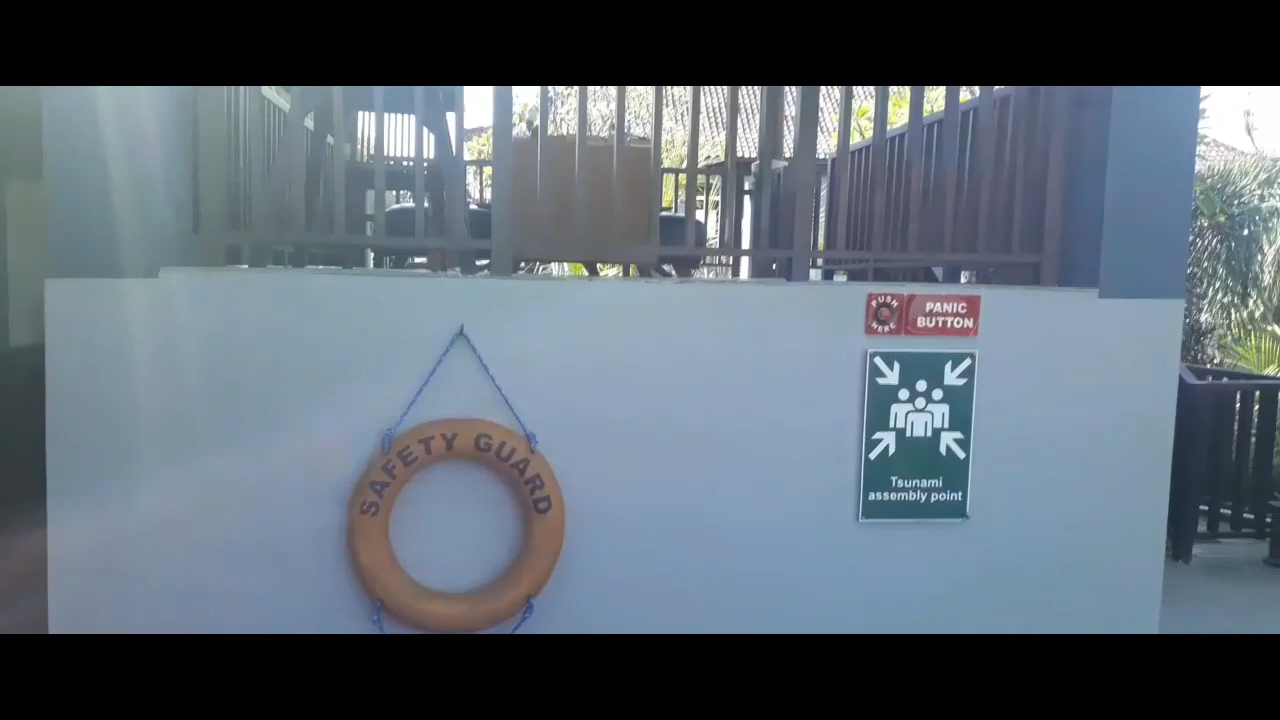 PUSH
HERE
PANIC
BUTTON
SAFETY GUARD
Tsunami
assembly point